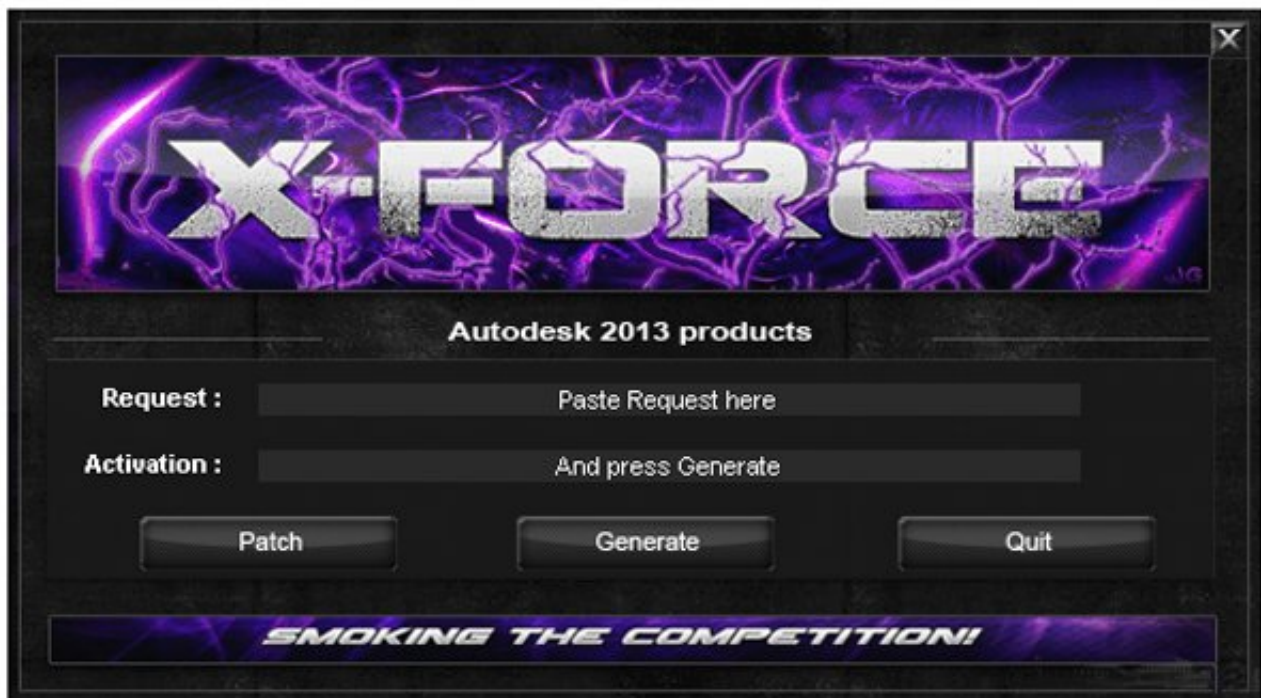 X
X-FORCE
JG
Autodesk 2013 products
Request : Paste Request here
Activation : And press Generate
Patch Generate Quit
SMOKING THE COMPETITION!